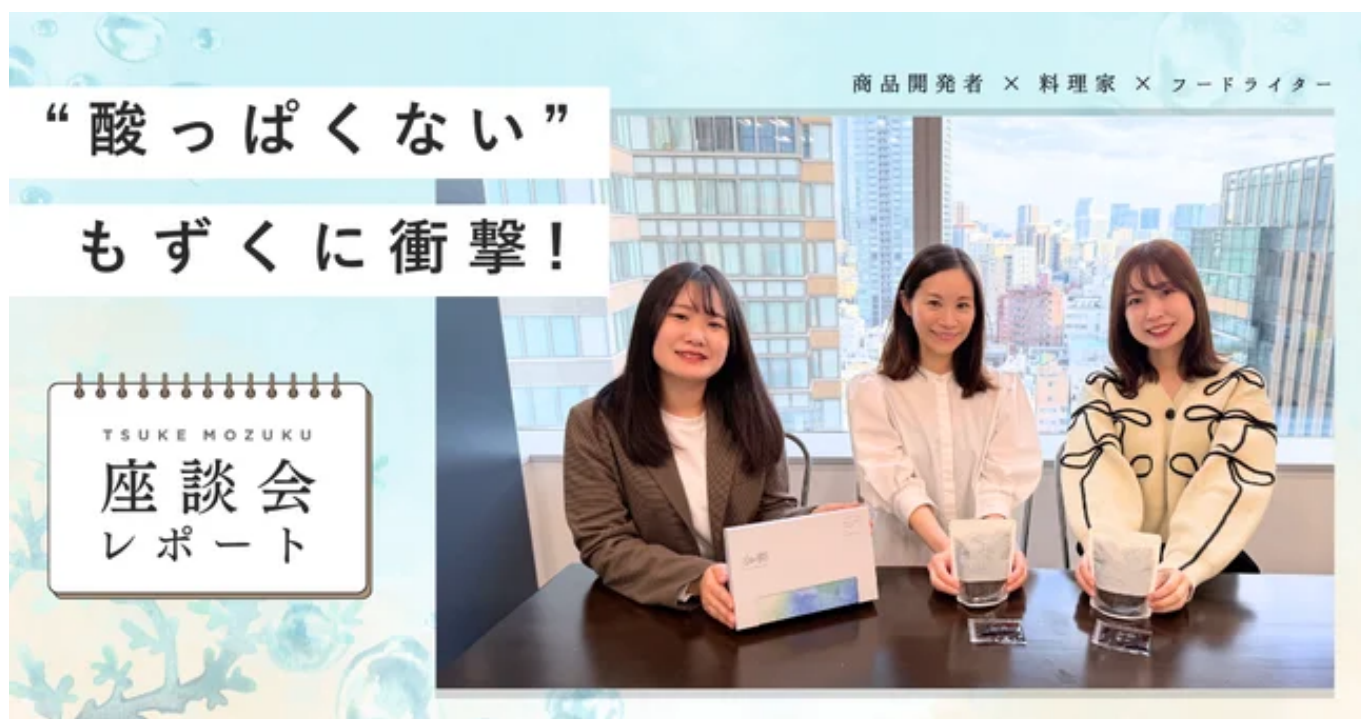 “酸っぱくない”
もずくに衝撃!
商品開発者 × 料理家 × フードライター
TSUKE MOZUKU
座談会
レポート